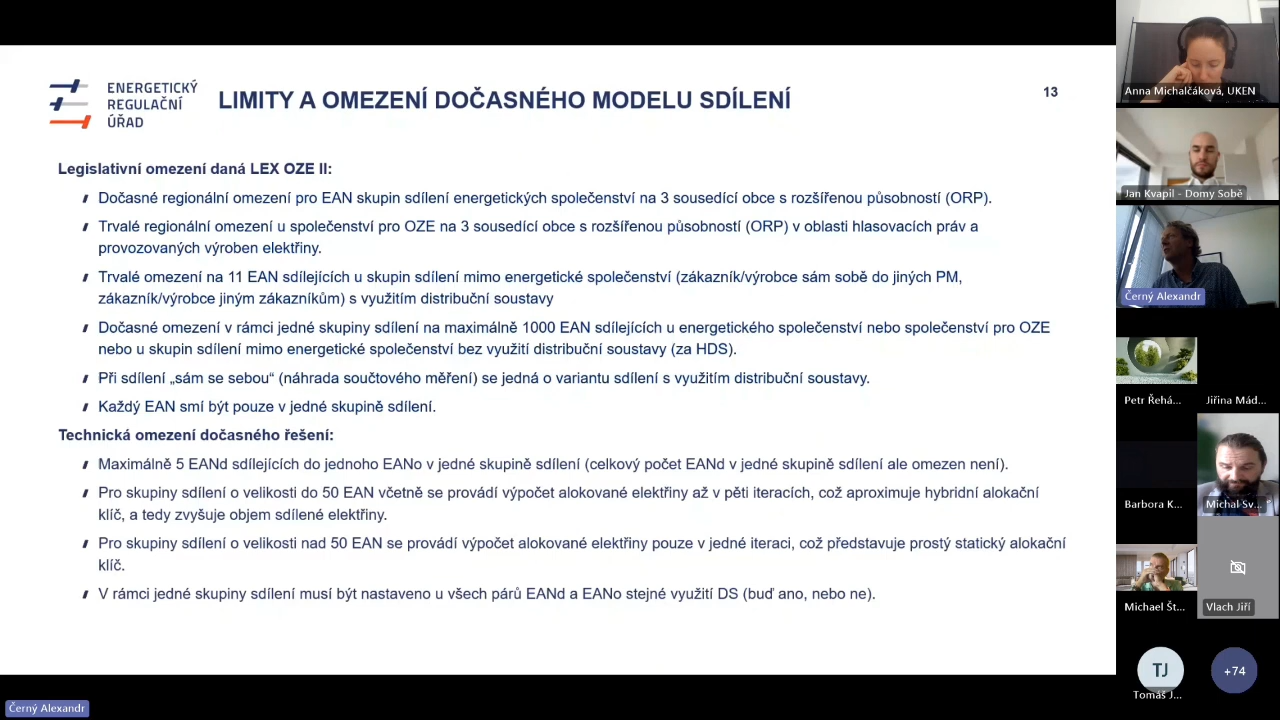 ENERGETICKÝ
REGULAČNÍ
ÚŘAD
LIMITY A OMEZENÍ DOČASNÉHO MODELU SDÍLENÍ
13
Legislativní omezení daná LEX OZE II:
Dočasné regionální omezení pro EAN skupin sdílení energetických společenství na 3 sousedící obce s rozšířenou působností (ORP).
Trvalé regionální omezení u společenství pro OZE na 3 sousedící obce s rozšířenou působností (ORP) v oblasti hlasovacích práv a
provozovaných výroben elektřiny.
Trvalé omezení na 11 EAN sdílejících u skupin sdílení mimo energetické společenství (zákazník/výrobce sám sobě do jiných PM,
zákazník/výrobce jiným zákazníkům) s využitím distribuční soustavy
Dočasné omezení v rámci jedné skupiny sdílení na maximálně 1000 EAN sdílejících u energetického společenství nebo společenství pro OZE
nebo u skupin sdílení mimo energetické společenství bez využití distribuční soustavy (za HDS).
Při sdílení „sám se sebou“ (náhrada součtového měření) se jedná o variantu sdílení s využitím distribuční soustavy.
Každý EAN smí být pouze v jedné skupině sdílení.
Technická omezení dočasného řešení:
Maximálně 5 EANd sdílejících do jednoho EANo v jedné skupině sdílení (celkový počet EANd v jedné skupině sdílení ale omezen není).
Pro skupiny sdílení o velikosti do 50 EAN včetně se provádí výpočet alokované elektřiny až v pěti iteracích, což aproximuje hybridní alokační
klíč, a tedy zvyšuje objem sdílené elektřiny.
Pro skupiny sdílení o velikosti nad 50 EAN se provádí výpočet alokované elektřiny pouze v jedné iteraci, což představuje prostý statický alokační
klíč.
V rámci jedné skupiny sdílení musí být nastaveno u všech párů EANd a EANo stejné využití DS (buď ano, nebo ne).
Anna Michalčáková, UKEN
Jan Kvapil - Domy Sobě
Černý Alexandr
Petr Řehá...
Jiřina Mád...
Barbora K...
Michal Sv...
Michael Št...
Vlach Jiří
TJ
+74
Tomáš J...
Černý Alexandr